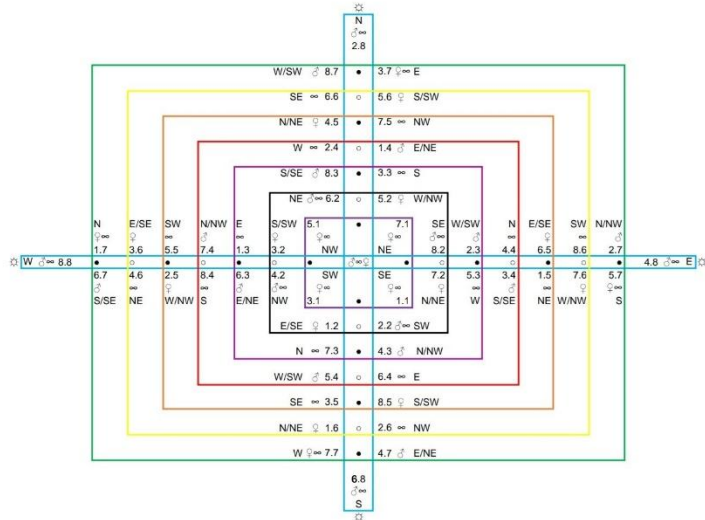 ☼
N
♂∞
2.8
W/SW ♂ 8.7 ● 3.7 ♀∞ E
SE ∞ 6.6 ○ 5.6 ♀ S/SW
N/NE ♀ 4.5 ● 7.5 ∞ NW
W ∞ 2.4 ○ 1.4 ♂ E/NE
S/SE ♂ 8.3 ● 3.3 ∞ S
NE ♂∞ 6.2 ○ 5.2 ♀ W/NW
N E/SE SW N/NW E S/SW 5.1 ● 7.1 SE W/SW N E/SE SW N/NW
♀∞ ♀ ∞ ♂ ∞ ♀ ♀∞ ♀∞ ♂∞ ♂ ∞ ♀ ∞ ♂
1.7 3.6 5.5 7.4 1.3 3.2 NW NE 8.2 2.3 4.4 6.5 8.6 2.7
☼ W ♂∞ 8.8 ● ○ ● ○ ● ○ ● ♂∞♀ ● ○ ● ○ ● ○ ● 4.8 ♂∞ E ☼
6.7 4.6 2.5 8.4 6.3 4.2 SW SE 7.2 5.3 3.4 1.5 7.6 5.7
♂ ∞ ♀ ∞ ♂ ♂∞ ♀∞ ♀∞ ♀ ∞ ♂ ∞ ♀ ♀∞
S/SE NE W/NW S E/NE NW 3.1 ● 1.1 N/NE W S/SE NE W/NW S
E/SE ♀ 1.2 ○ 2.2 ♂∞ SW
N ∞ 7.3 ● 4.3 ♂ N/NW
W/SW ♂ 5.4 ○ 6.4 ∞ E
SE ∞ 3.5 ● 8.5 ♀ S/SW
N/NE ♀ 1.6 ○ 2.6 ∞ NW
W ♀∞ 7.7 ● 4.7 ♂ E/NE
6.8
♂∞
S
☼